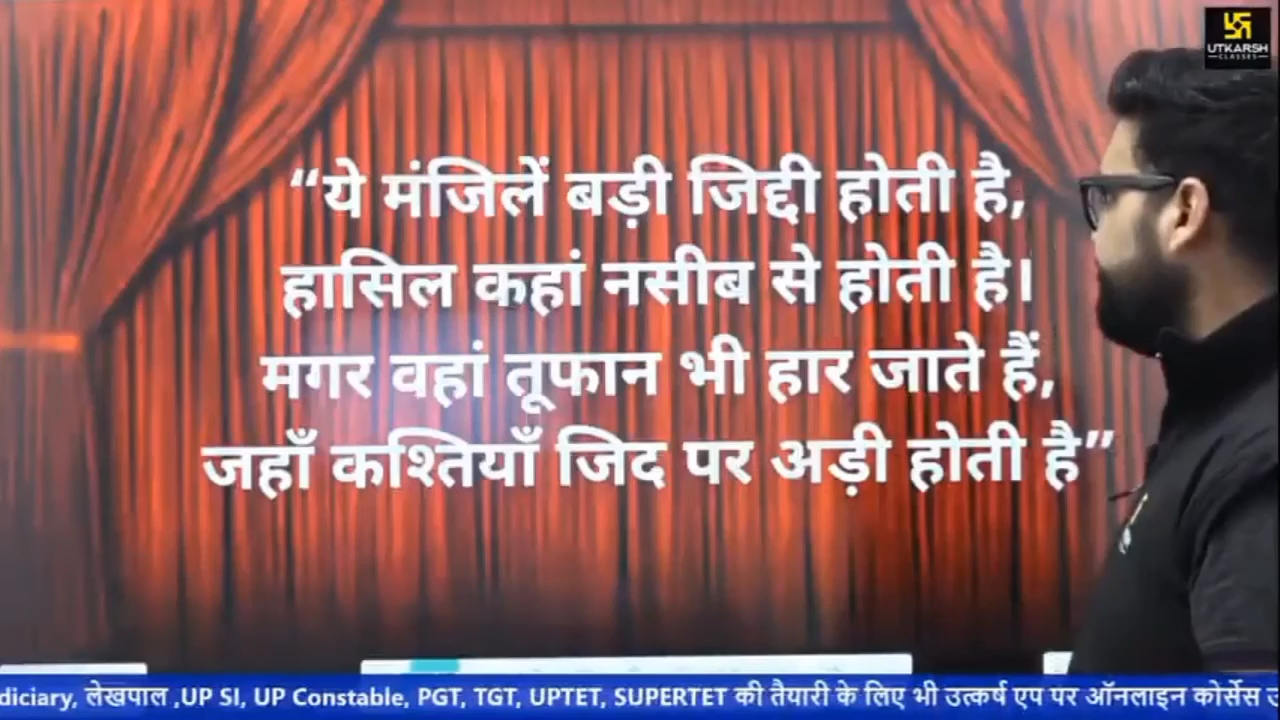 UTKARSH
CLASSES
“ये मंजिलें बड़ी जिद्दी होती है,
हासिल कहां नसीब से होती है।
मगर वहां तूफान भी हार जाते हैं,
जहाँ कश्तियाँ जिद पर अड़ी होती है”
diciary, लेखपाल ,UP SI, UP Constable, PGT, TGT, UPTET, SUPERTET की तैयारी के लिए भी उत्कर्ष एप पर ऑनलाइन कोर्सेस